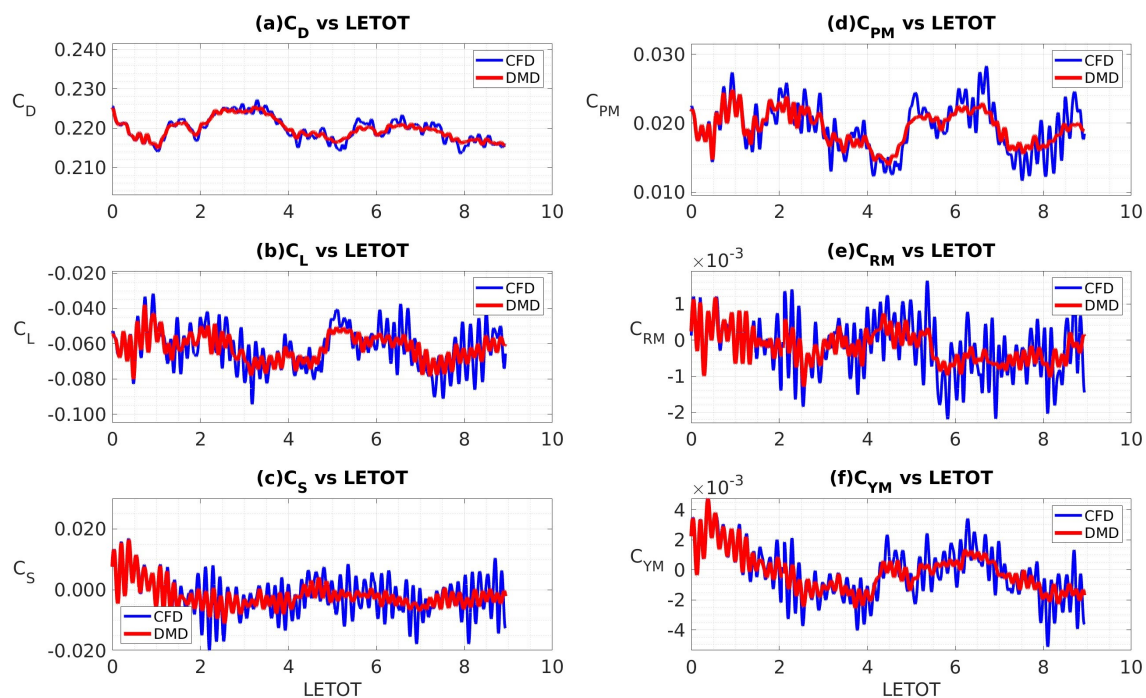 (a)C_D vs LETOT
0.240
0.230
0.220
0.210
C_D
CFD
DMD
0 2 4 6 8 10
(b)C_L vs LETOT
-0.020
-0.040
-0.060
-0.080
-0.100
C_L
CFD
DMD
0 2 4 6 8 10
(c)C_S vs LETOT
0.020
0.000
-0.020
C_S
CFD
DMD
0 2 4 6 8 10
LETOT
(d)C_PM vs LETOT
0.030
0.020
0.010
C_PM
CFD
DMD
0 2 4 6 8 10
(e)C_RM vs LETOT
×10^-3
1
0
-1
-2
C_RM
CFD
DMD
0 2 4 6 8 10
(f)C_YM vs LETOT
×10^-3
4
2
0
-2
-4
C_YM
CFD
DMD
0 2 4 6 8 10
LETOT